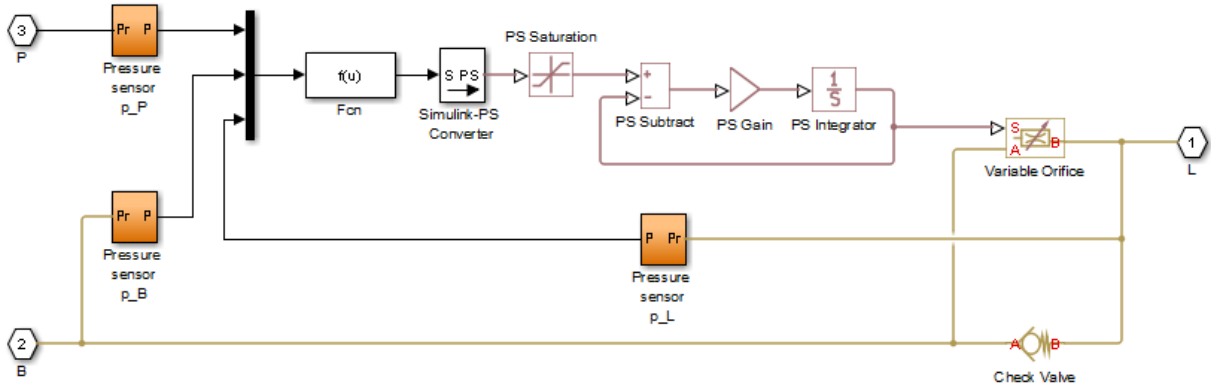 3
P
Pr P
Pressure
sensor
p_P
f(u)
Fcn
S PS
Simulink-PS
Converter
PS Saturation
+
-
PS Subtract
PS Gain
1
S
PS Integrator
S
A
B
Variable Orifice
1
L
Pr P
Pressure
sensor
p_B
P Pr
Pressure
sensor
p_L
2
B
A
B
Check Valve